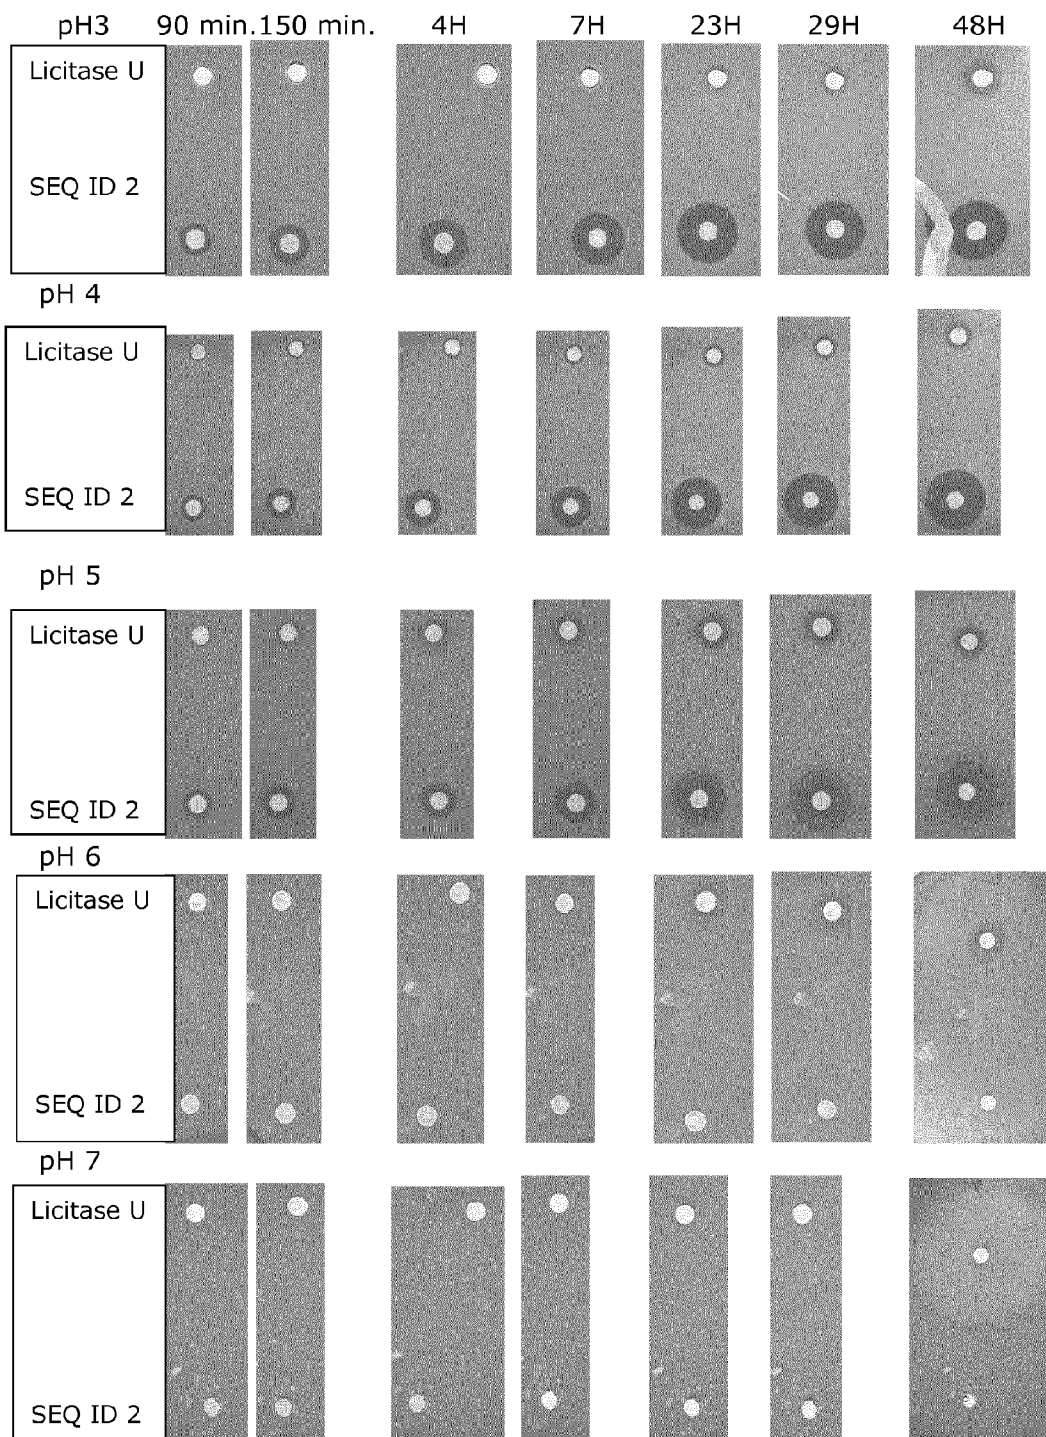 pH3 90 min. 150 min. 4H 7H 23H 29H 48H
Licitase U
SEQ ID 2
pH 4
Licitase U
SEQ ID 2
pH 5
Licitase U
SEQ ID 2
pH 6
Licitase U
SEQ ID 2
pH 7
Licitase U
SEQ ID 2